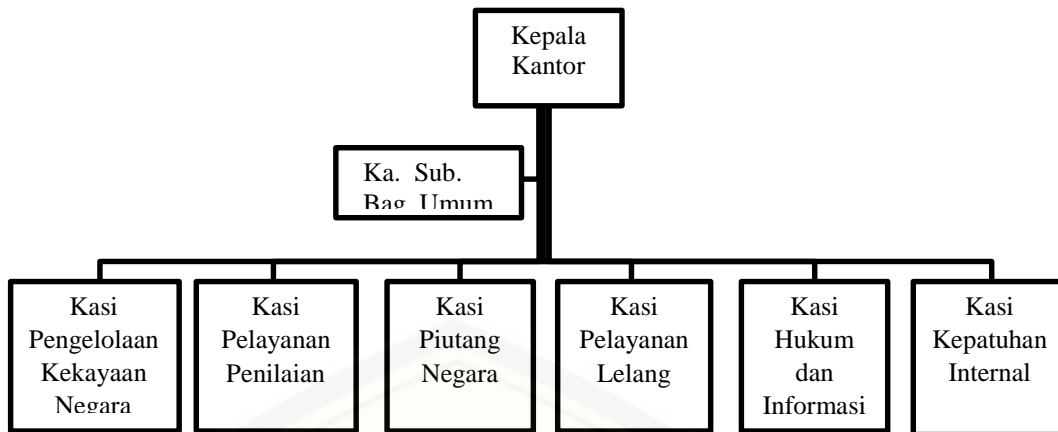 Kepala
Kantor
Ka. Sub.
Bag. Umum
Kasi
Pengelolaan
Kekayaan
Negara
Kasi
Pelayanan
Penilaian
Kasi
Piutang
Negara
Kasi
Pelayanan
Lelang
Kasi
Hukum
dan
Informasi
Kasi
Kepatuhan
Internal